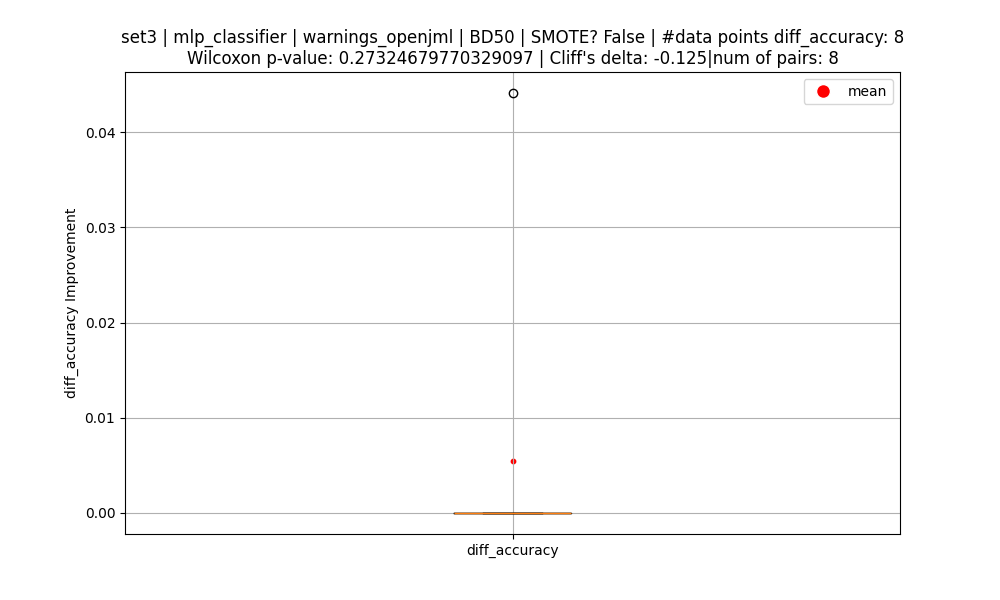 set3 | mlp_classifier | warnings_openjml | BD50 | SMOTE? False | #data points diff_accuracy: 8
Wilcoxon p-value: 0.27324679770329097 | Cliff's delta: -0.125|num of pairs: 8
mean
0.04
0.03
0.02
0.01
0.00
diff_accuracy Improvement
diff_accuracy